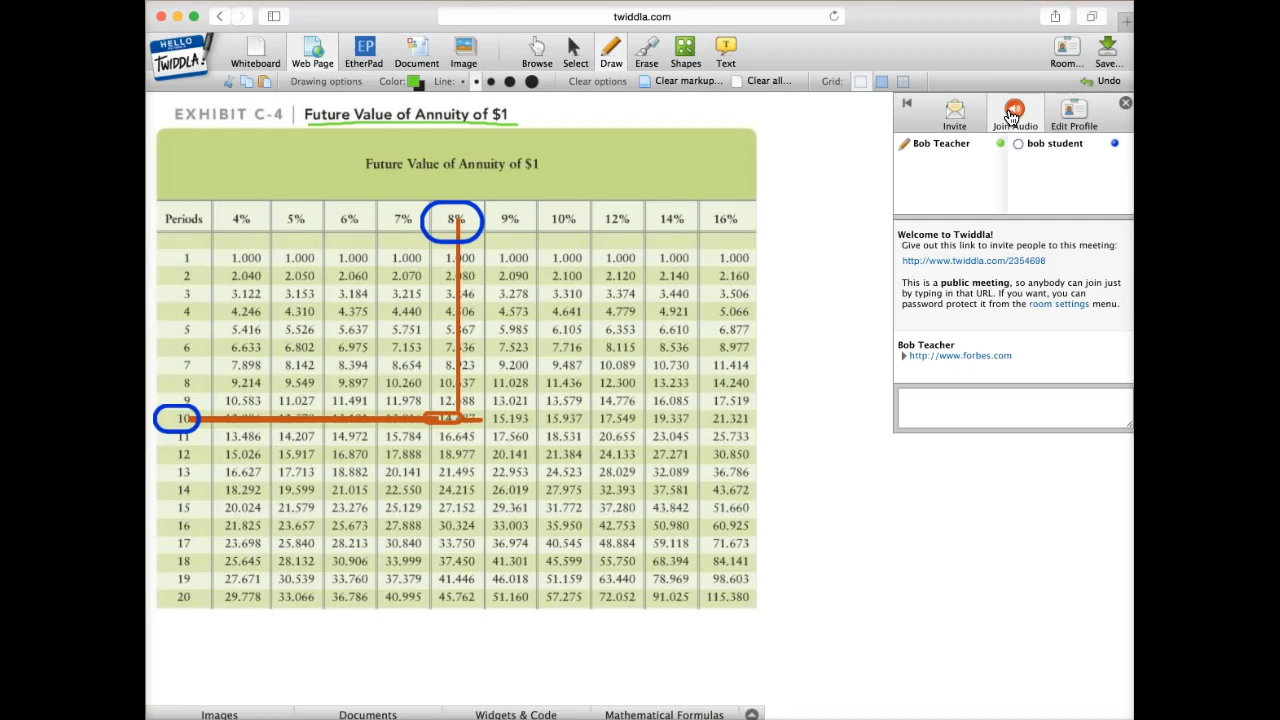 twiddla.com
HELLO
TWIDDLA!
Whiteboard Web Page EtherPad Document Image Browse Select Draw Erase Shapes Text Room... Save...
EP T
Drawing options Color: Line: Clear options Clear markup... Clear all... Grid: Undo
EXHIBIT C-4 | Future Value of Annuity of $1
Future Value of Annuity of $1
Periods 4% 5% 6% 7% 8% 9% 10% 12% 14% 16%
1 1.000 1.000 1.000 1.000 1.000 1.000 1.000 1.000 1.000
2 2.040 2.050 2.060 2.070 2.090 2.100 2.120 2.140 2.160
3 3.122 3.153 3.184 3.215 3.278 3.310 3.374 3.440 3.506
4 4.246 4.310 4.375 4.440 4.573 4.641 4.779 4.921 5.066
5 5.416 5.526 5.637 5.751 5.985 6.105 6.353 6.610 6.877
6 6.633 6.802 6.975 7.153 7.523 7.716 8.115 8.536 8.977
7 7.898 8.142 8.394 8.654 9.200 9.487 10.089 10.730 11.414
8 9.214 9.549 9.897 10.260 11.028 11.436 12.300 13.233 14.240
9 10.583 11.027 11.491 11.978 13.021 13.579 14.776 16.085 17.519
10 15.193 15.937 17.549 19.337 21.321
11 13.486 14.207 14.972 15.784 16.645 17.560 18.531 20.655 23.045 25.733
12 15.026 15.917 16.870 17.888 18.977 20.141 21.384 24.133 27.271 30.850
13 16.627 17.713 18.882 20.141 21.495 22.953 24.523 28.029 32.089 36.786
14 18.292 19.599 21.015 22.550 24.215 26.019 27.975 32.393 37.581 43.672
15 20.024 21.579 23.276 25.129 27.152 29.361 31.772 37.280 43.842 51.660
16 21.825 23.657 25.673 27.888 30.324 33.003 35.950 42.753 50.980 60.925
17 23.698 25.840 28.213 30.840 33.750 36.974 40.545 48.884 59.118 71.673
18 25.645 28.132 30.906 33.999 37.450 41.301 45.599 55.750 68.394 84.141
19 27.671 30.539 33.760 37.379 41.446 46.018 51.159 63.440 78.969 98.603
20 29.778 33.066 36.786 40.995 45.762 51.160 57.275 72.052 91.025 115.380
Invite Join Audio Edit Profile
Bob Teacher bob student
Welcome to Twiddla!
Give out this link to invite people to this meeting:
http://www.twiddla.com/2354698
This is a public meeting, so anybody can join just
by typing in that URL. If you want, you can
password protect it from the room settings menu.
Bob Teacher
http://www.forbes.com
Images Documents Widgets & Code Mathematical Formulas